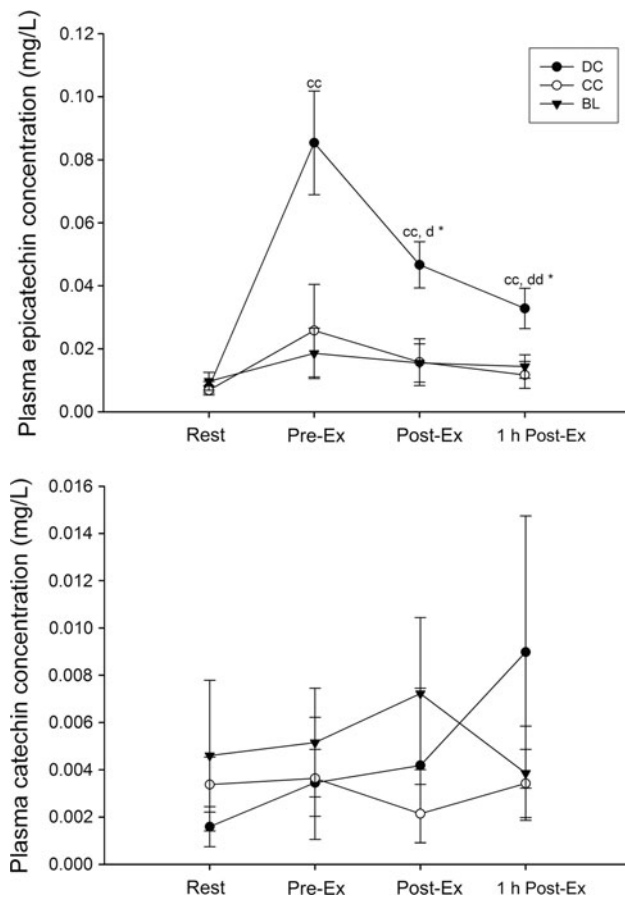 Plasma epicatechin concentration (mg/L)
0.12
0.10
0.08
0.06
0.04
0.02
0.00
cc
cc, d *
cc, dd *
DC
CC
BL
Rest
Pre-Ex
Post-Ex
1 h Post-Ex
Plasma catechin concentration (mg/L)
0.016
0.014
0.012
0.010
0.008
0.006
0.004
0.002
0.000
Rest
Pre-Ex
Post-Ex
1 h Post-Ex